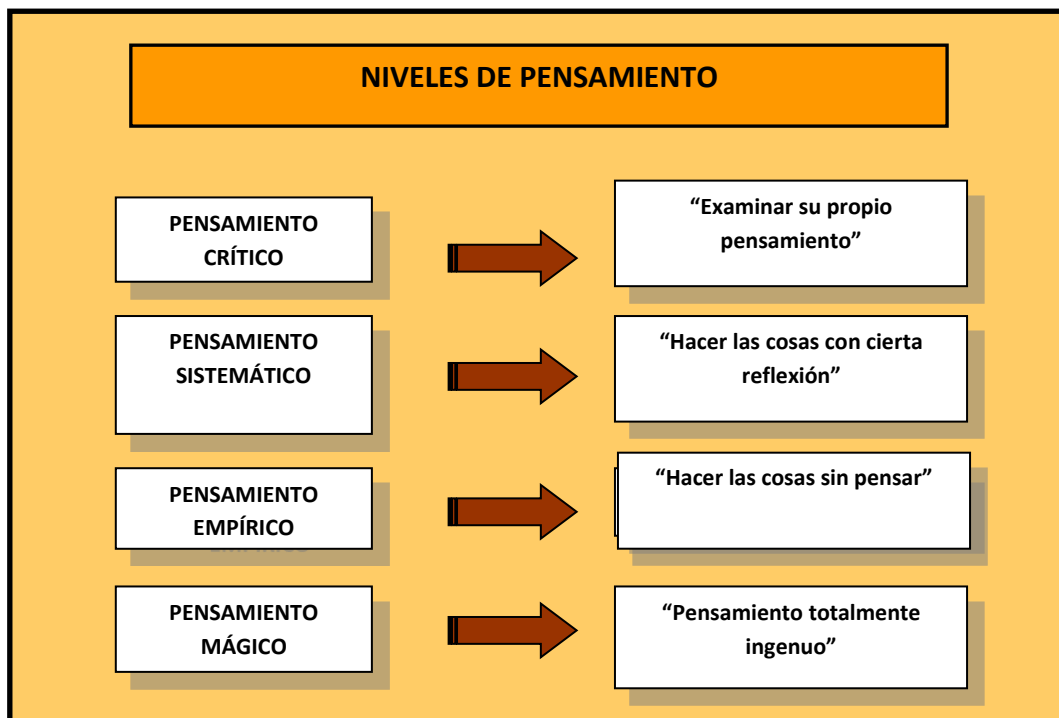 NIVELES DE PENSAMIENTO
PENSAMIENTO
CRÍTICO
“Examinar su propio
pensamiento”
PENSAMIENTO
SISTEMÁTICO
“Hacer las cosas con cierta
reflexión”
PENSAMIENTO
EMPÍRICO
“Hacer las cosas sin pensar”
PENSAMIENTO
MÁGICO
“Pensamiento totalmente
ingenuo”